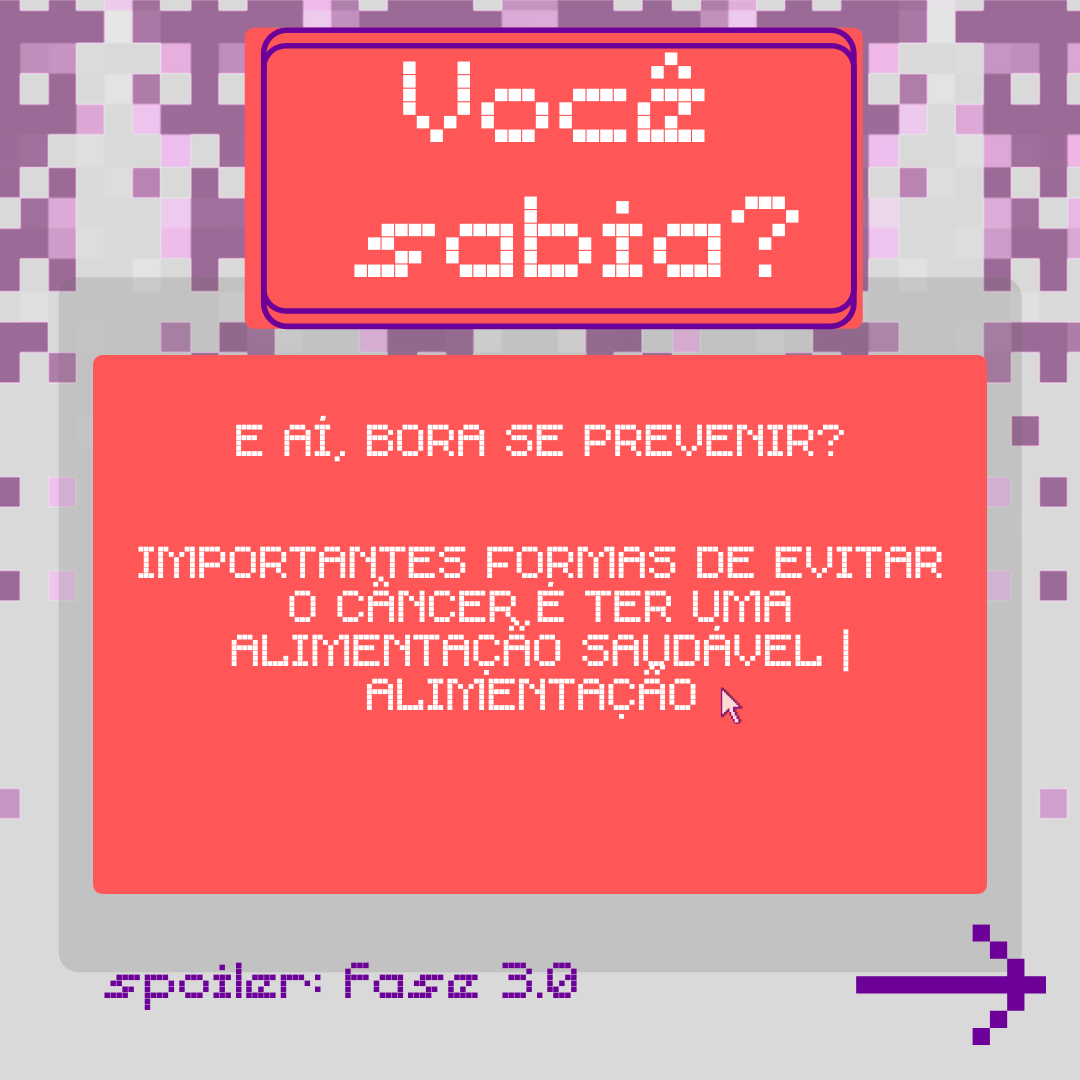 Você
sabia?
E AÍ, BORA SE PREVENIR?
IMPORTANTES FORMAS DE EVITAR
O CÂNCER É TER UMA
ALIMENTAÇÃO SAUDÁVEL |
ALIMENTAÇÃO
spoiler: fase 3.0